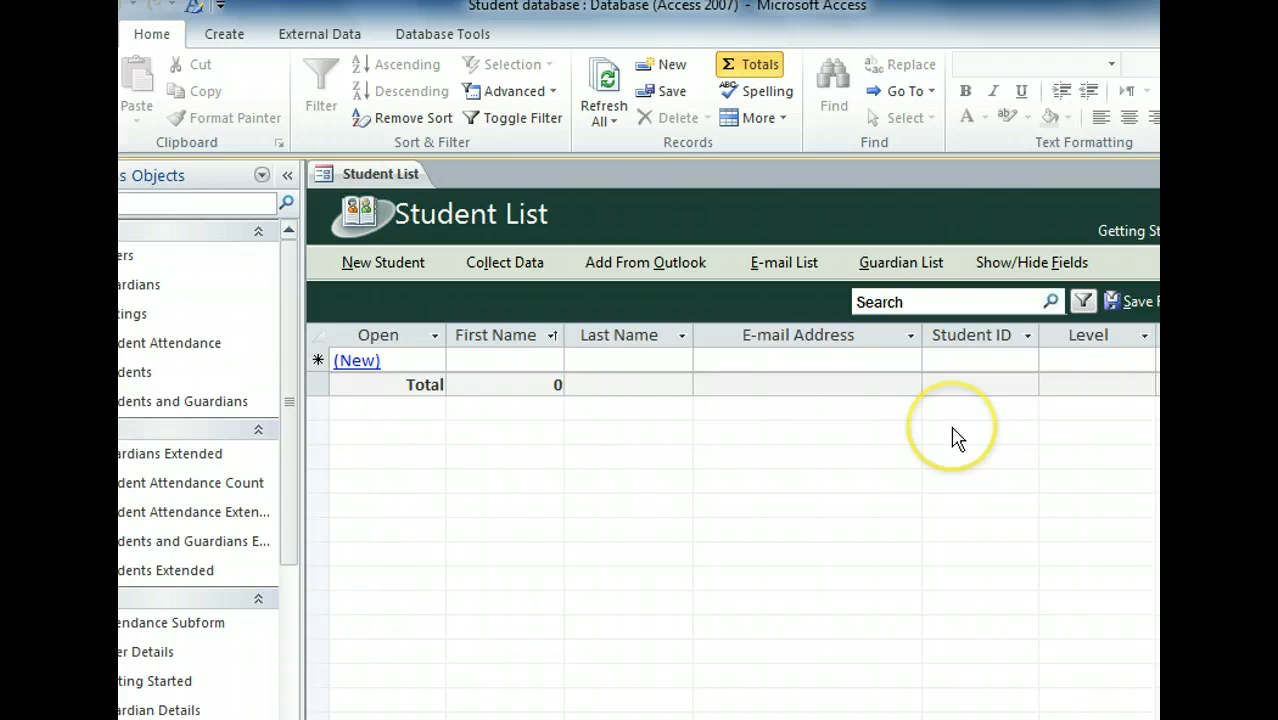 Student database : Database (Access 2007) - Microsoft Access
Home Create External Data Database Tools
Paste
Cut
Copy
Format Painter
Clipboard
Filter
Ascending
Descending
Remove Sort
Selection
Advanced
Toggle Filter
Sort & Filter
Refresh
All
New
Save
Delete
Totals
Spelling
More
Records
Find
Replace
Go To
Select
Find
B I U
A
Text Formatting
s Objects
ers
ardians
ings
dent Attendance
dents
dents and Guardians
ardians Extended
dent Attendance Count
dent Attendance Exten...
dents and Guardians E...
dents Extended
endance Subform
er Details
ting Started
ardian Details
Student List
Student List
Getting St
New Student Collect Data Add From Outlook E-mail List Guardian List Show/Hide Fields
Search
Save F
Open First Name Last Name E-mail Address Student ID Level
(New)
Total 0